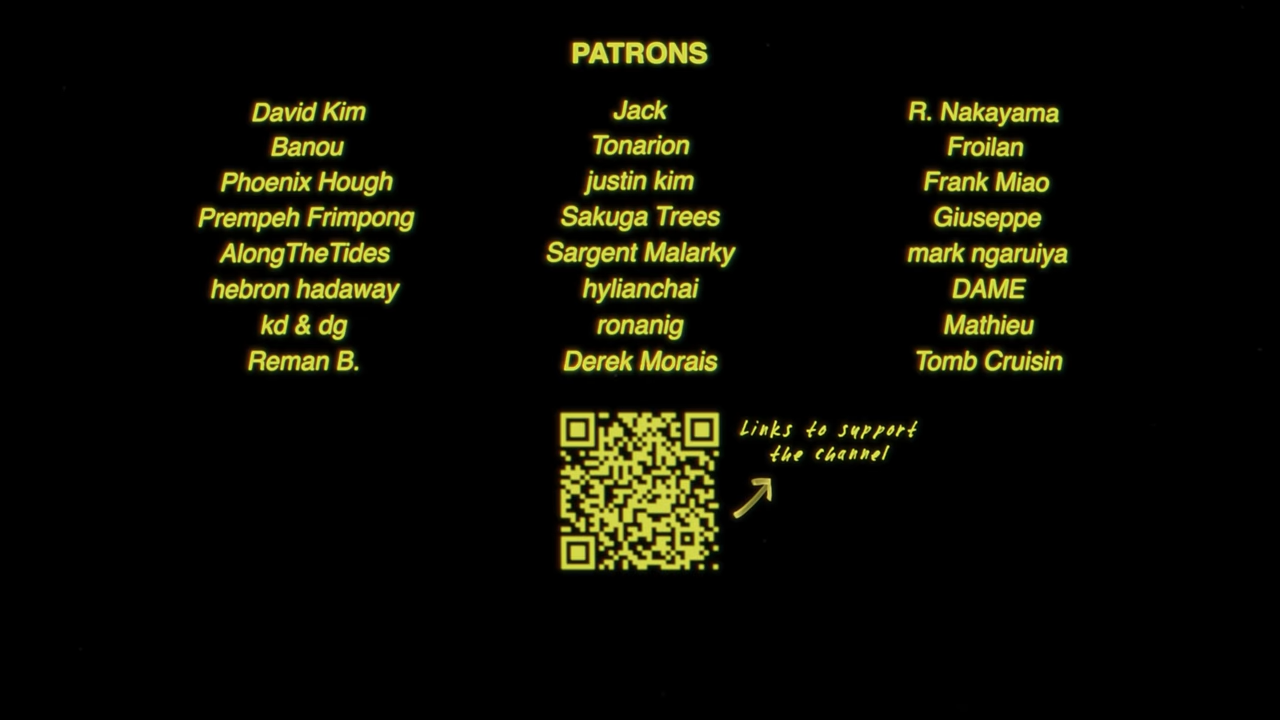 PATRONS
David Kim
Banou
Phoenix Hough
Prempeh Frimpong
AlongTheTides
hebron hadaway
kd & dg
Reman B.
Jack
Tonarion
justin kim
Sakuga Trees
Sargent Malarky
hylianchai
ronanig
Derek Morais
R. Nakayama
Froilan
Frank Miao
Giuseppe
mark ngaruiya
DAME
Mathieu
Tomb Cruisin
Links to support
the channel